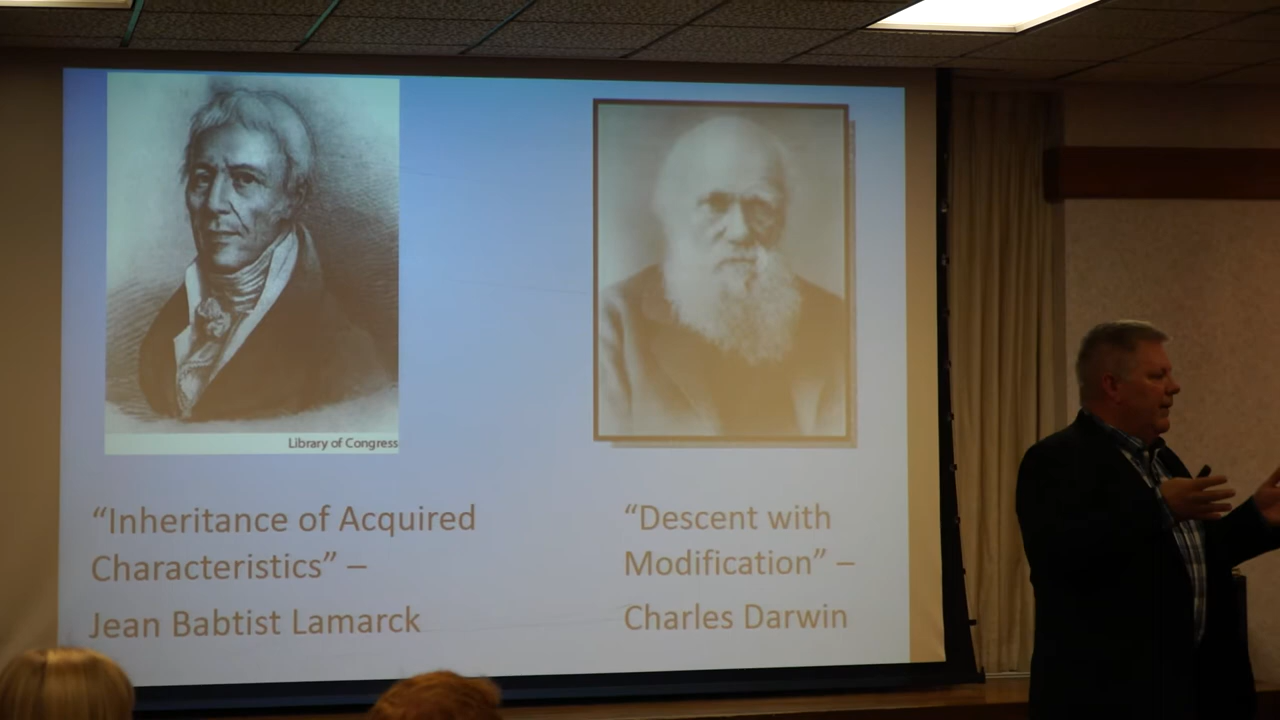 Library of Congress
“Inheritance of Acquired
Characteristics” –
Jean Babtist Lamarck
“Descent with
Modification” –
Charles Darwin